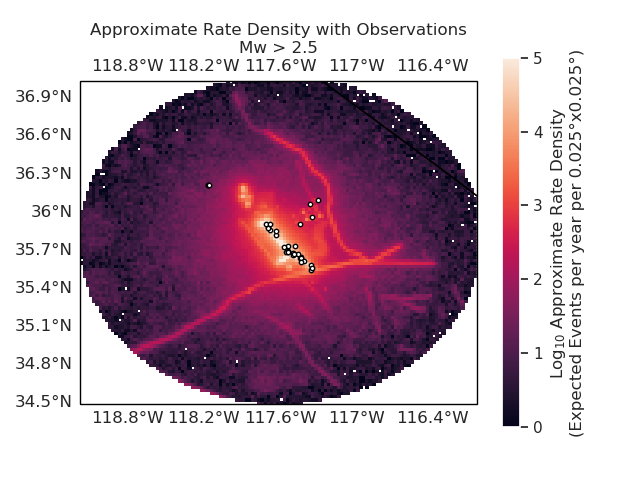 Approximate Rate Density with Observations
Mw > 2.5
118.8°W 118.2°W 117.6°W 117°W 116.4°W
36.9°N
36.6°N
36.3°N
36°N
35.7°N
35.4°N
35.1°N
34.8°N
34.5°N
118.8°W 118.2°W 117.6°W 117°W 116.4°W
5
4
3
2
1
0
Log₁₀ Approximate Rate Density
(Expected Events per year per 0.025°x0.025°)